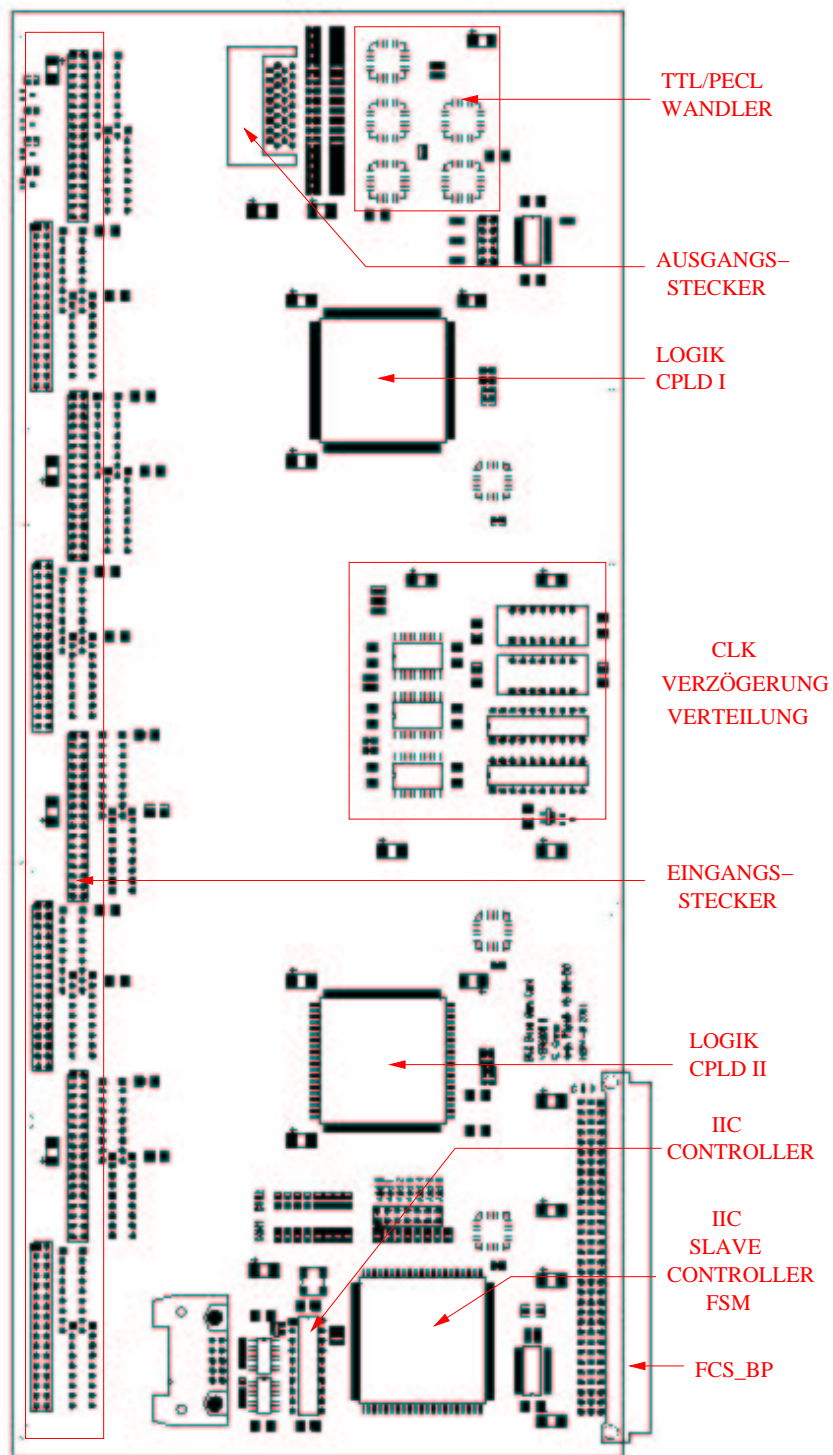 TTL/PECL
WANDLER
AUSGANGS–
STECKER
LOGIK
CPLD I
CLK
VERZÖGERUNG
VERTEILUNG
EINGANGS–
STECKER
LOGIK
CPLD II
IIC
CONTROLLER
IIC
SLAVE
CONTROLLER
FSM
FCS_BP